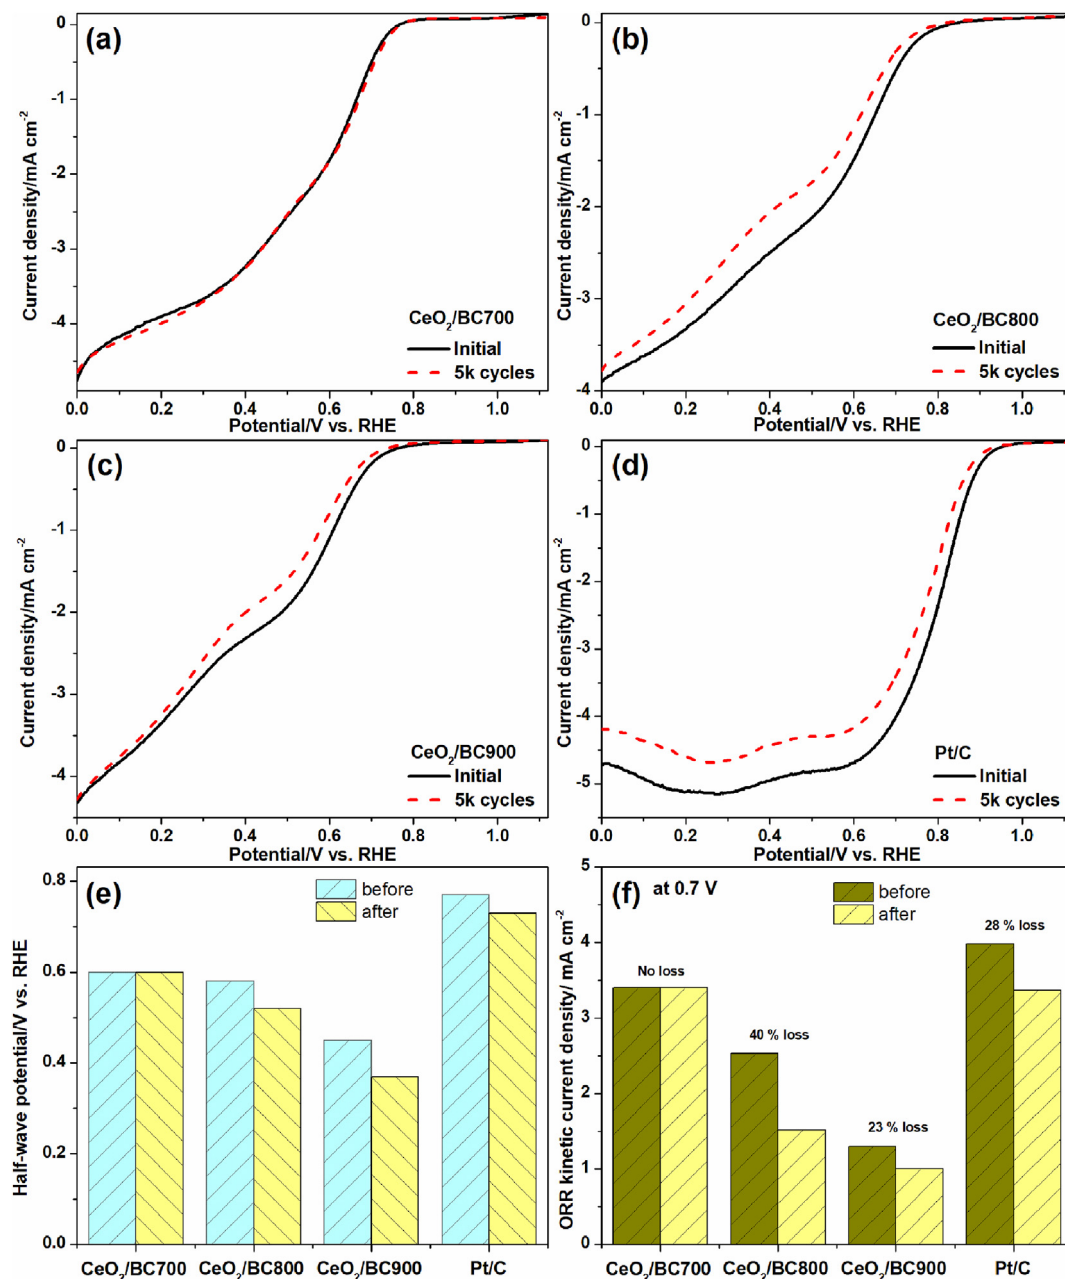 (a)
0
-1
-2
-3
-4
Current density/mA cm-2
CeO2/BC700
Initial
5k cycles
0.0 0.2 0.4 0.6 0.8 1.0
Potential/V vs. RHE
(b)
0
-1
-2
-3
-4
Current density/mA cm-2
CeO2/BC800
Initial
5k cycles
0.0 0.2 0.4 0.6 0.8 1.0
Potential/V vs. RHE
(c)
0
-1
-2
-3
-4
Current density/mA cm-2
CeO2/BC900
Initial
5k cycles
0.0 0.2 0.4 0.6 0.8 1.0
Potential/V vs. RHE
(d)
0
-1
-2
-3
-4
-5
Current density/mA cm-2
Pt/C
Initial
5k cycles
0.0 0.2 0.4 0.6 0.8 1.0
Potential/V vs. RHE
(e)
before
after
0.8
0.6
0.4
0.2
0.0
Half-wave potential/V vs. RHE
CeO2/BC700 CeO2/BC800 CeO2/BC900 Pt/C
(f) at 0.7 V
before
after
5
4
3
2
1
0
ORR kinetic current density/ mA cm-2
No loss
40 % loss
23 % loss
28 % loss
CeO2/BC700 CeO2/BC800 CeO2/BC900 Pt/C